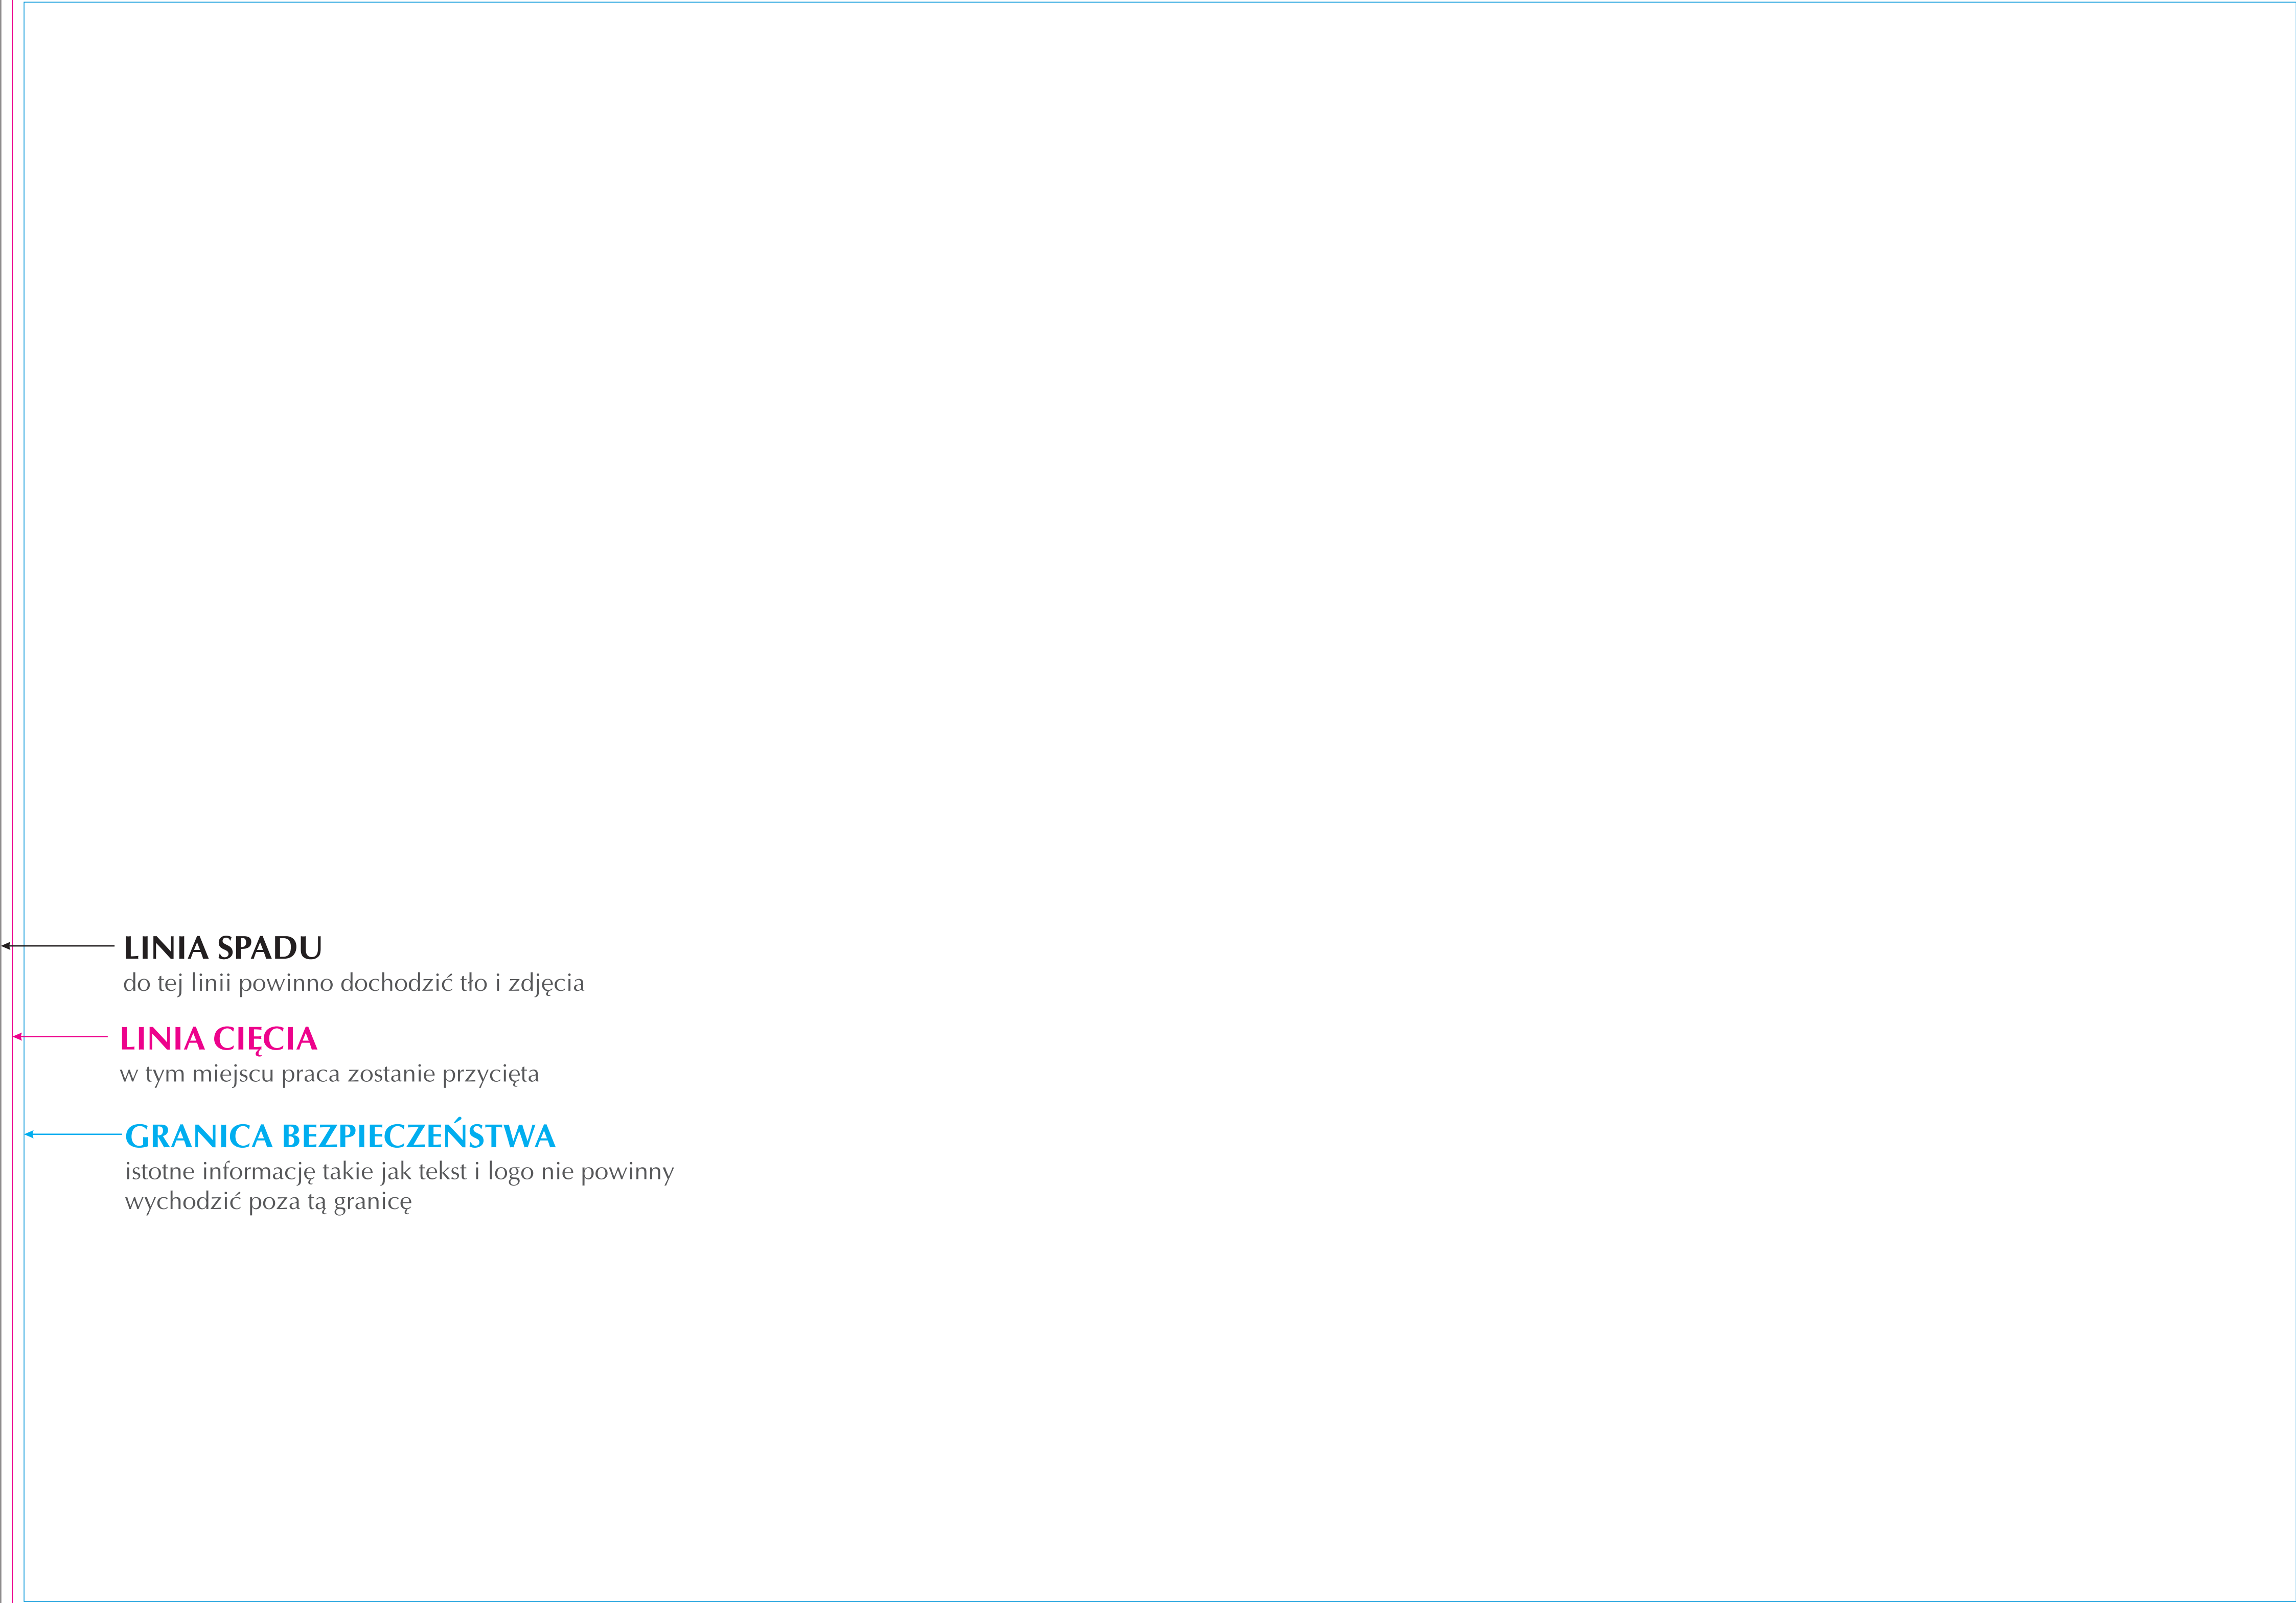 LINIA SPADU
do tej linii powinno dochodzić tło i zdjęcia
LINIA CIĘCIA
w tym miejscu praca zostanie przycięta
GRANICA BEZPIECZEŃSTWA
istotne informację takie jak tekst i logo nie powinny
wychodzić poza tą granicę